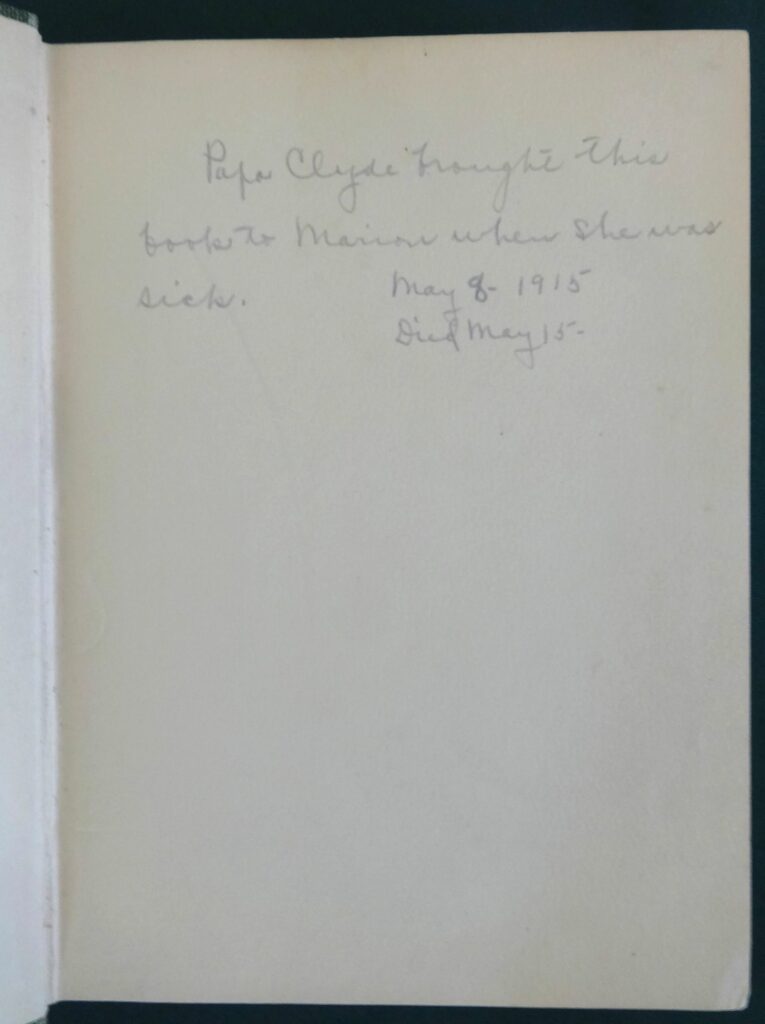 Papa Clyde brought this
book to Marion when she was
sick.
May 8- 1915
Died May 15-